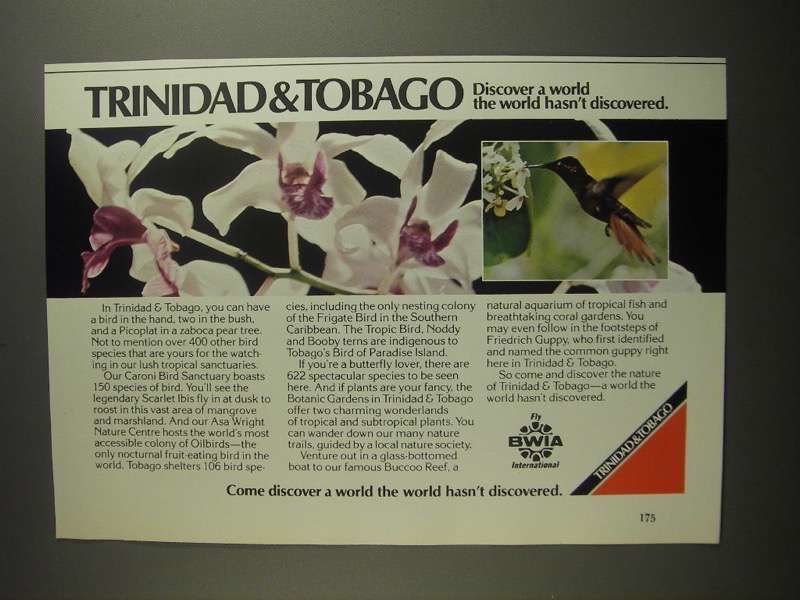 TRINIDAD & TOBAGO
Discover a world
the world hasn't discovered.
In Trinidad & Tobago, you can have
a bird in the hand, two in the bush,
and a Picoplat in a zaboca pear tree.
Not to mention over 400 other bird
species that are yours for the watch-
ing in our lush tropical sanctuaries.
Our Caroni Bird Sanctuary boasts
150 species of bird. You'll see the
legendary Scarlet Ibis fly in at dusk to
roost in this vast area of mangrove
and marshland. And our Asa Wright
Nature Centre hosts the world's most
accessible colony of Oilbirds—the
only nocturnal fruit-eating bird in the
world. Tobago shelters 106 bird spe-
cies, including the only nesting colony
of the Frigate Bird in the Southern
Caribbean. The Tropic Bird, Noddy
and Booby terns are indigenous to
Tobago's Bird of Paradise Island.
If you're a butterfly lover, there are
622 spectacular species to be seen
here. And if plants are your fancy, the
Botanic Gardens in Trinidad & Tobago
offer two charming wonderlands
of tropical and subtropical plants. You
can wander down our many nature
trails, guided by a local nature society.
Venture out in a glass-bottomed
boat to our famous Buccoo Reef, a
natural aquarium of tropical fish and
breathtaking coral gardens. You
may even follow in the footsteps of
Friedrich Guppy, who first identified
and named the common guppy right
here in Trinidad & Tobago.
So come and discover the nature
of Trinidad & Tobago—a world the
world hasn't discovered.
Fly
BWIA
International
TRINIDAD & TOBAGO
Come discover a world the world hasn't discovered.
175